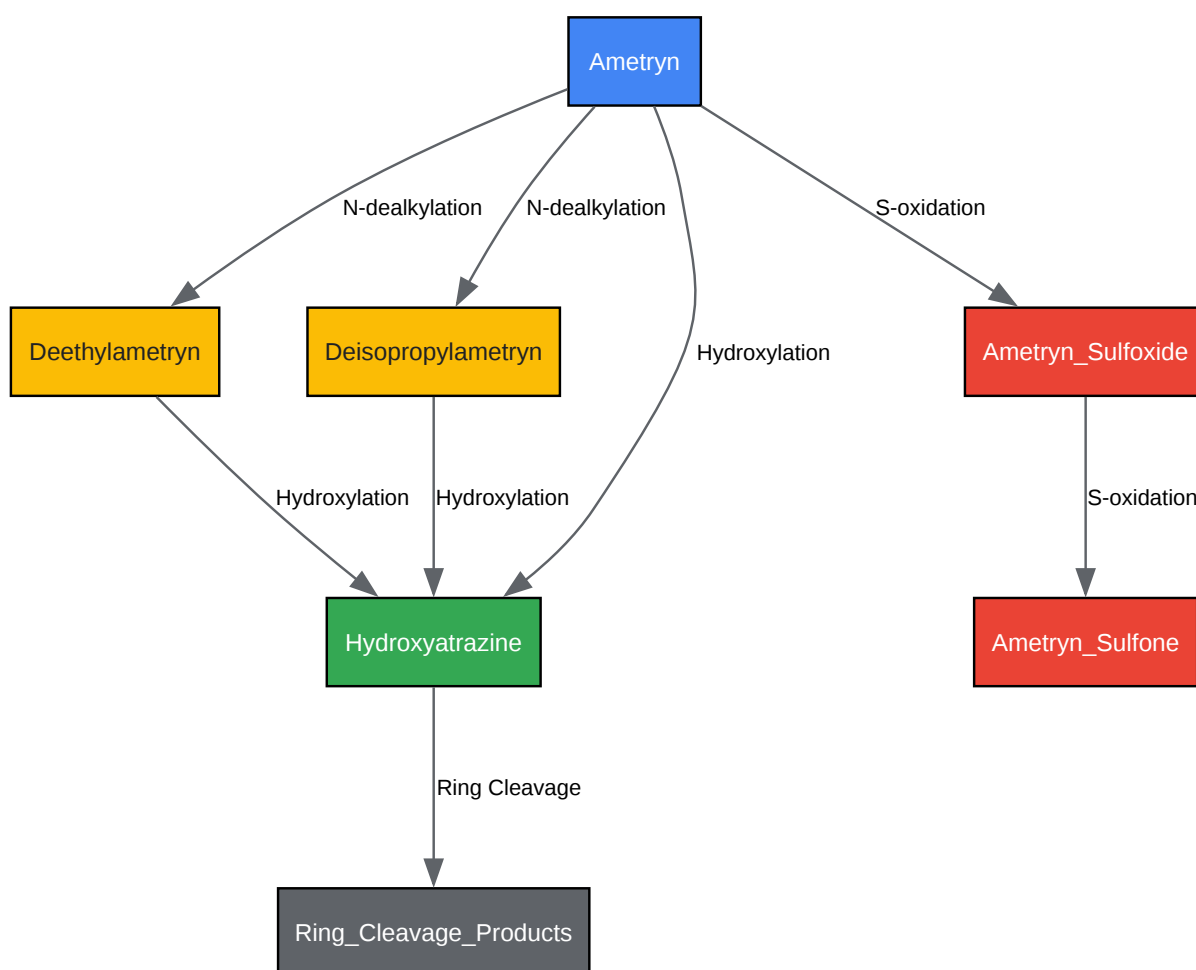 Ametryn
N-dealkylation
N-dealkylation
S-oxidation
Deethylametryn
Deisopropylametryn
Hydroxylation
Ametryn_Sulfoxide
Hydroxylation
Hydroxylation
S-oxidation
Hydroxyatrazine
Ametryn_Sulfone
Ring Cleavage
Ring_Cleavage_Products